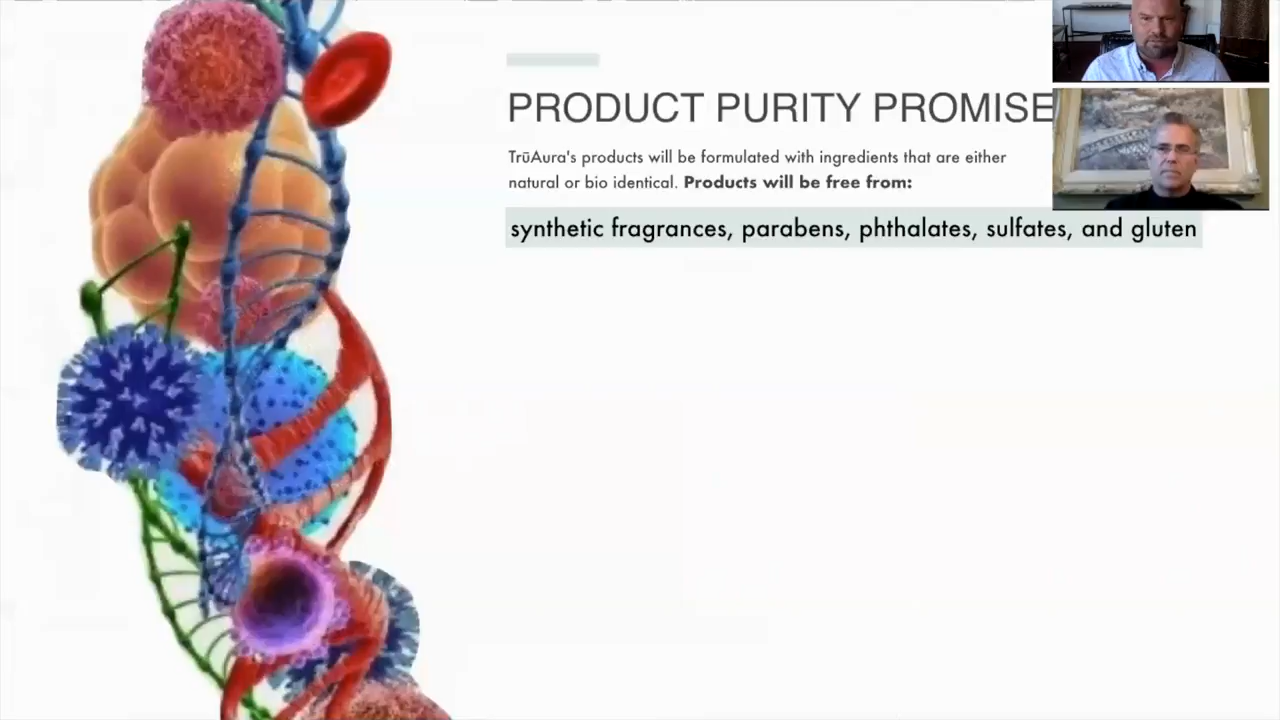 PRODUCT PURITY PROMISE
TrūAura's products will be formulated with ingredients that are either
natural or bio identical. Products will be free from:
synthetic fragrances, parabens, phthalates, sulfates, and gluten